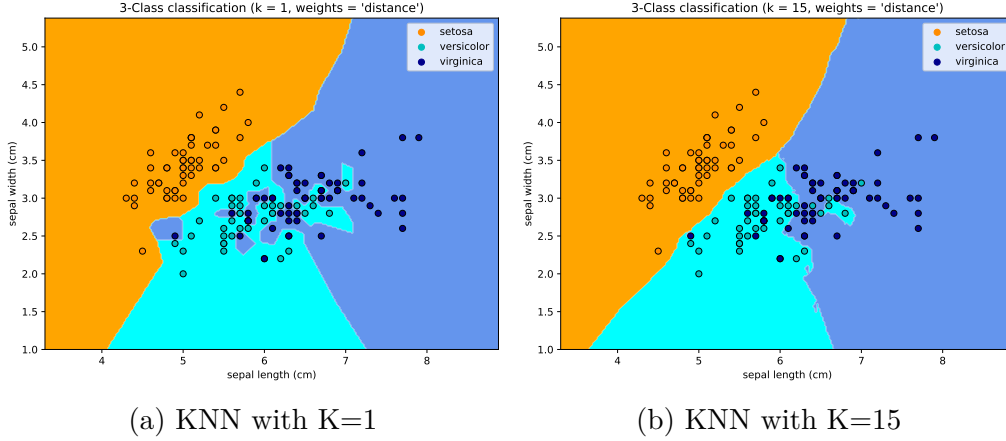 3-Class classification (k = 1, weights = 'distance')
setosa
versicolor
virginica
sepal width (cm)
5.0
4.5
4.0
3.5
3.0
2.5
2.0
1.5
1.0
4 5 6 7 8
sepal length (cm)
(a) KNN with K=1
3-Class classification (k = 15, weights = 'distance')
setosa
versicolor
virginica
sepal width (cm)
5.0
4.5
4.0
3.5
3.0
2.5
2.0
1.5
1.0
4 5 6 7 8
sepal length (cm)
(b) KNN with K=15